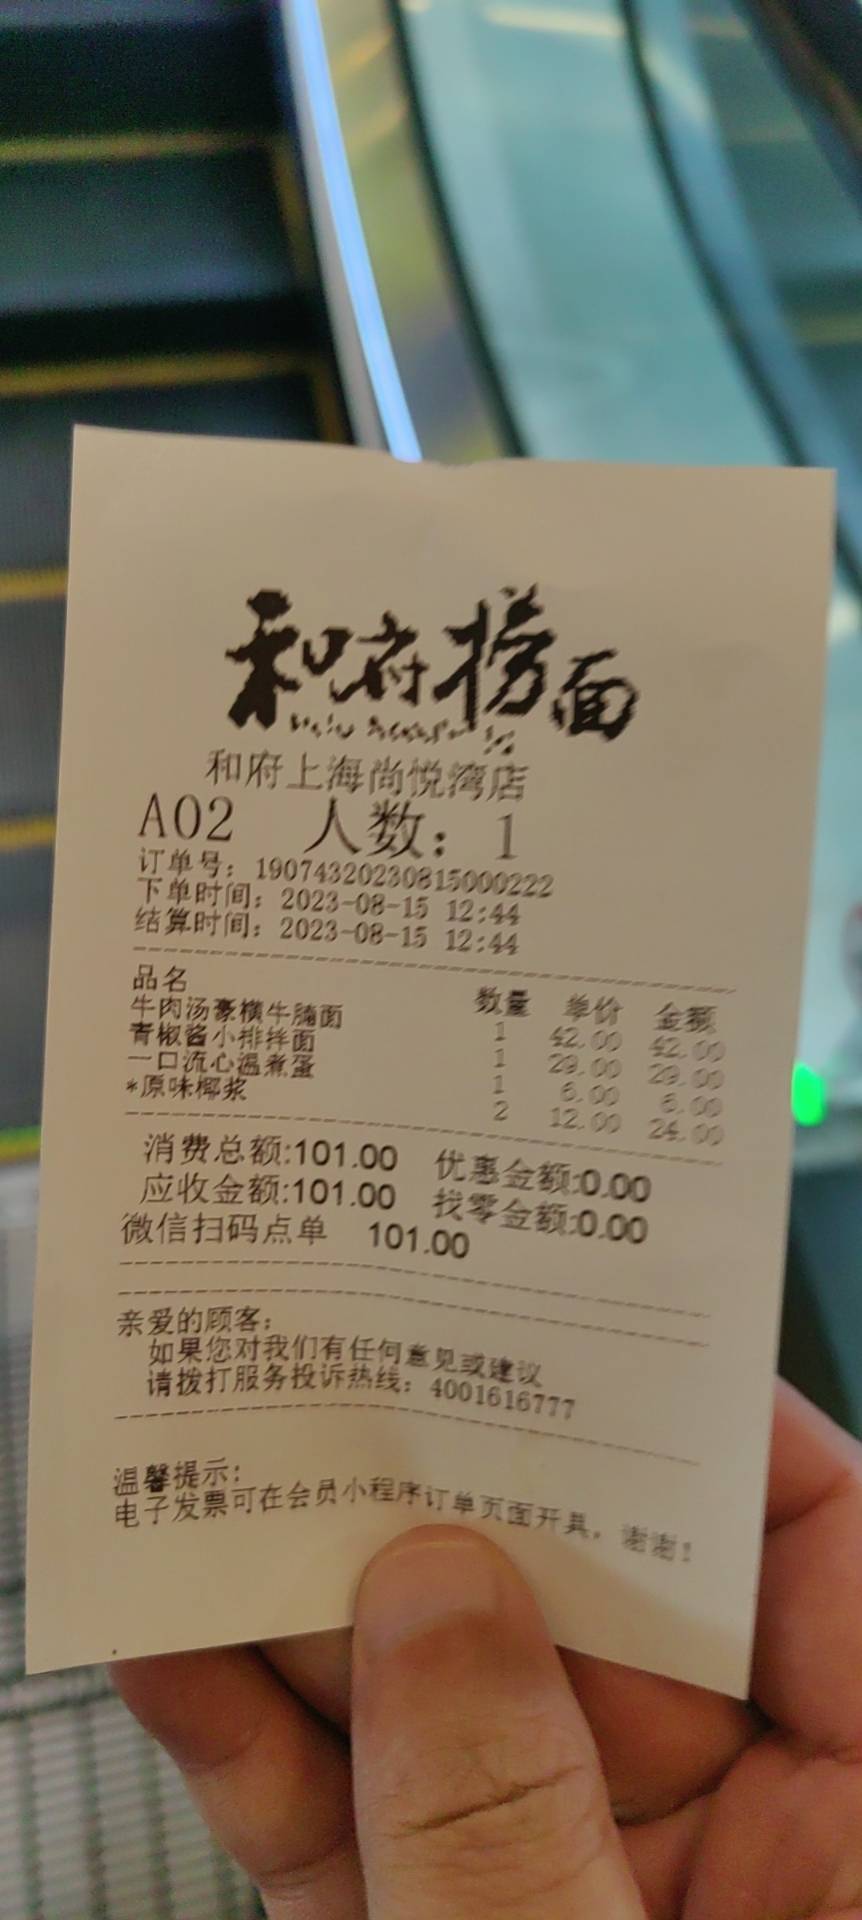 和府捞面
和府上海尚悦湾店
A02 人数: 1
订单号: 19074320230815000222
下单时间: 2023-08-15 12:44
结算时间: 2023-08-15 12:44
品名 数量 单价 金额
牛肉汤豪横牛腩面 1 42.00 42.00
青椒酱小排拌面 1 29.00 29.00
一口流心温煮蛋 1 6.00 6.00
*原味椰浆 2 12.00 24.00
消费总额:101.00 优惠金额:0.00
应收金额:101.00 找零金额:0.00
微信扫码点单 101.00
亲爱的顾客:
如果您对我们有任何意见或建议
请拨打服务投诉热线: 4001616777
温馨提示:
电子发票可在会员小程序订单页面开具, 谢谢!